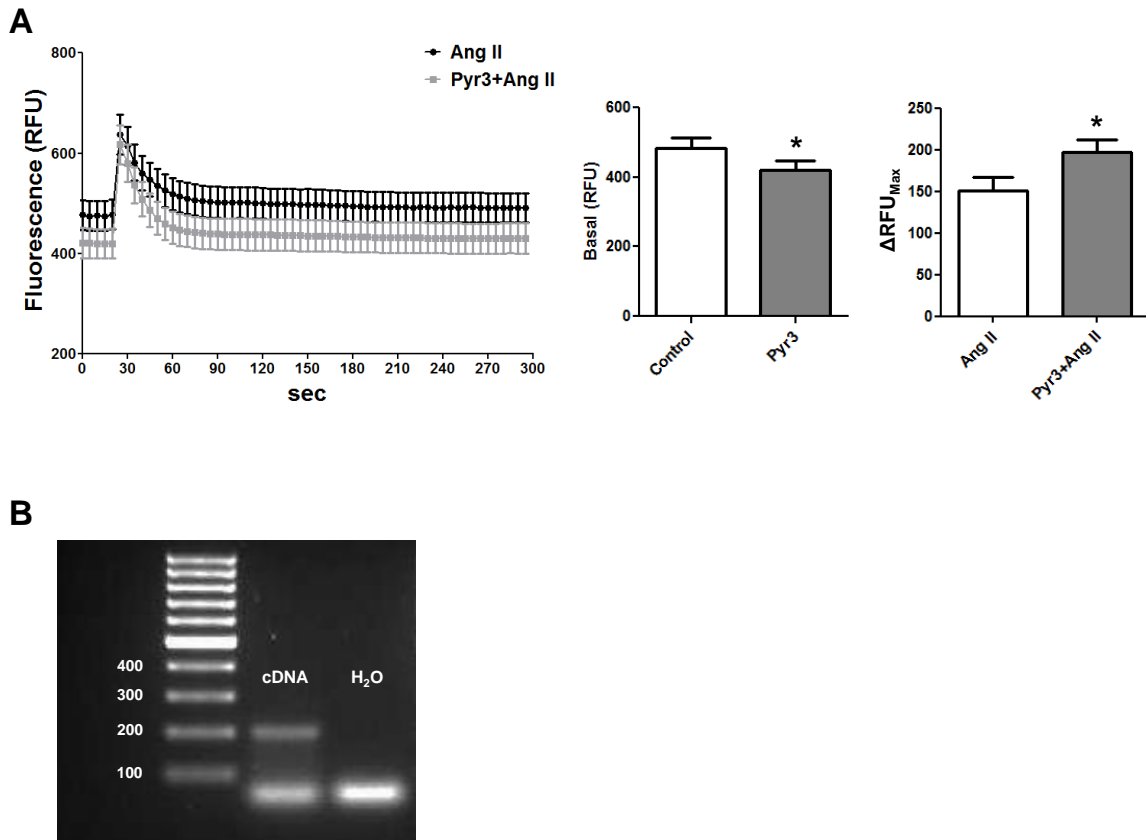 A
Ang II
Pyr3+Ang II
Fluorescence (RFU)
800
600
400
200
0 30 60 90 120 150 180 210 240 270 300
sec
Basal (RFU)
600
400
200
0
Control
Pyr3
*
ΔRFU_Max
250
200
150
100
50
0
Ang II
Pyr3+Ang II
*
B
400
300
200
100
cDNA
H₂O